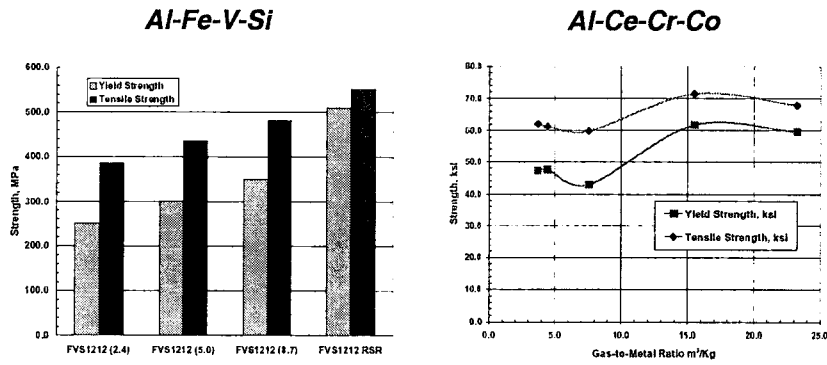 Al-Fe-V-Si
600.0
500.0
400.0
300.0
200.0
100.0
0.0
Strength, MPa
Yield Strength
Tensile Strength
FVS1212 (2.4)
FVS1212 (5.0)
FVS1212 (8.7)
FVS1212 RSR
Al-Ce-Cr-Co
80.0
70.0
60.0
50.0
40.0
30.0
20.0
10.0
0.0
Strength, ksi
Yield Strength, ksi
Tensile Strength, ksi
0.0
5.0
10.0
15.0
20.0
25.0
Gas-to-Metal Ratio m³/Kg